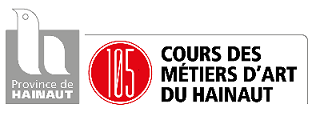 Province de
HAINAUT
105
COURS DES
MÉTIERS D'ART
DU HAINAUT